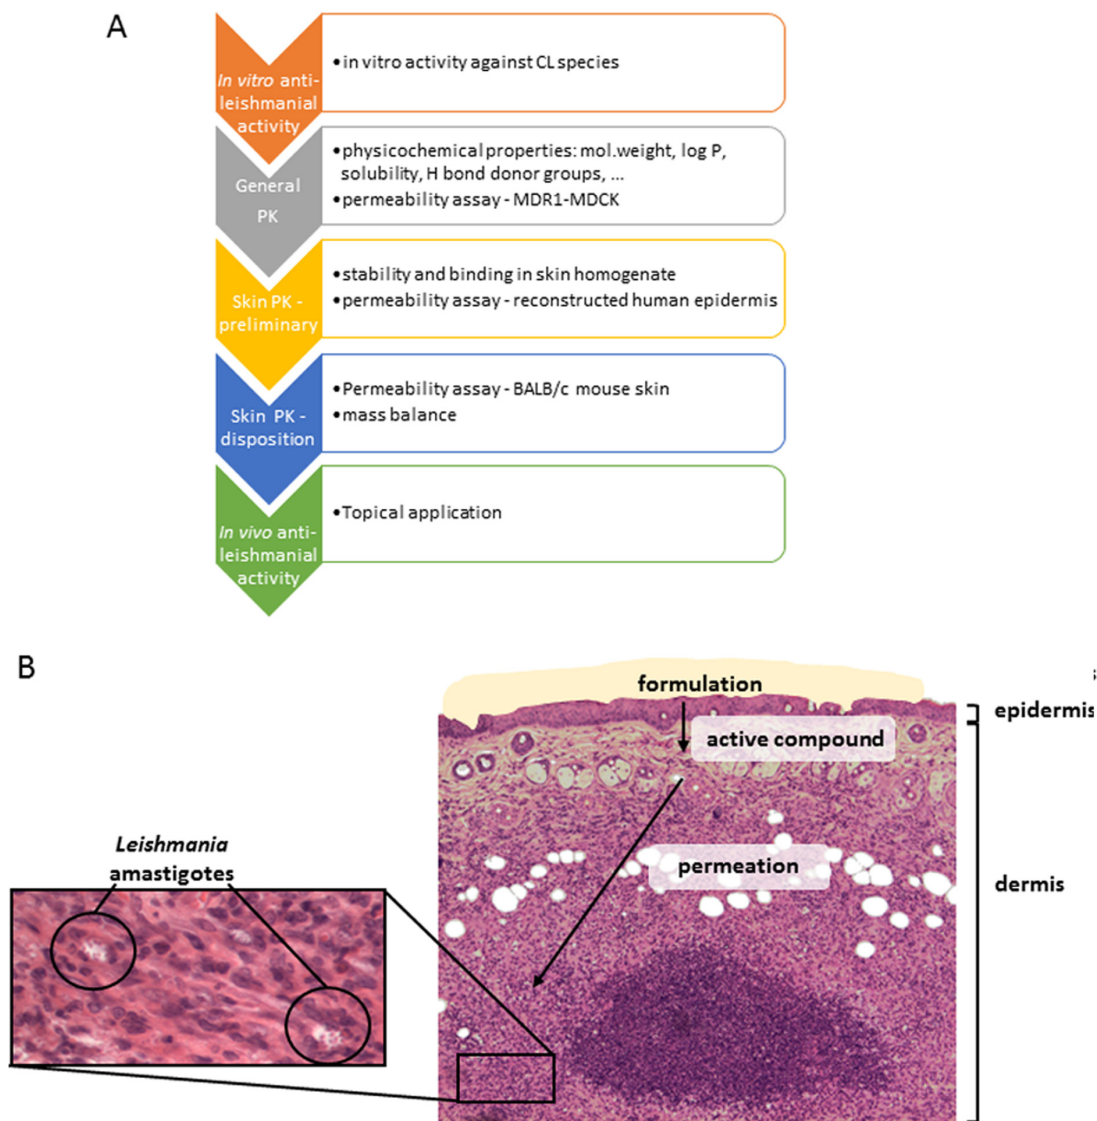 A
In vitro anti-
leishmanial
activity
•in vitro activity against CL species
General
PK
•physicochemical properties: mol.weight, log P,
solubility, H bond donor groups, ...
•permeability assay - MDR1-MDCK
Skin PK -
preliminary
•stability and binding in skin homogenate
•permeability assay - reconstructed human epidermis
Skin PK -
disposition
•Permeability assay - BALB/c mouse skin
•mass balance
In vivo anti-
leishmanial
activity
•Topical application
B
formulation
epidermis
active compound
Leishmania
amastigotes
permeation
dermis